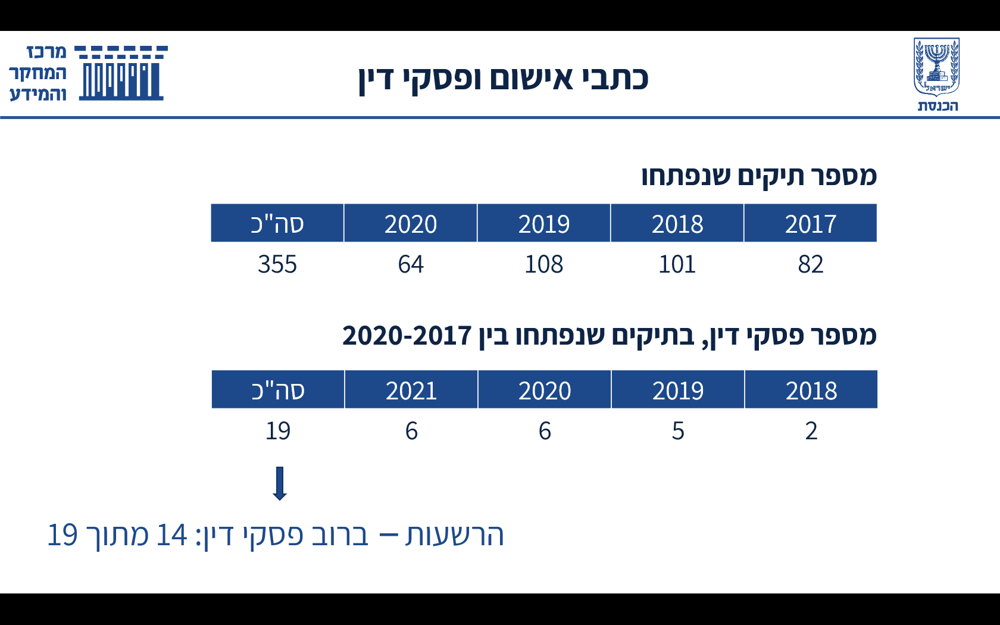 ישראל
הכנסת
כתבי אישום ופסקי דין
מרכז
המחקר
והמידע
מספר תיקים שנפתחו
2017 2018 2019 2020 סה"כ
82 101 108 64 355
מספר פסקי דין, בתיקים שנפתחו בין 2020-2017
2018 2019 2020 2021 סה"כ
2 5 6 6 19
הרשעות – ברוב פסקי דין: 14 מתוך 19